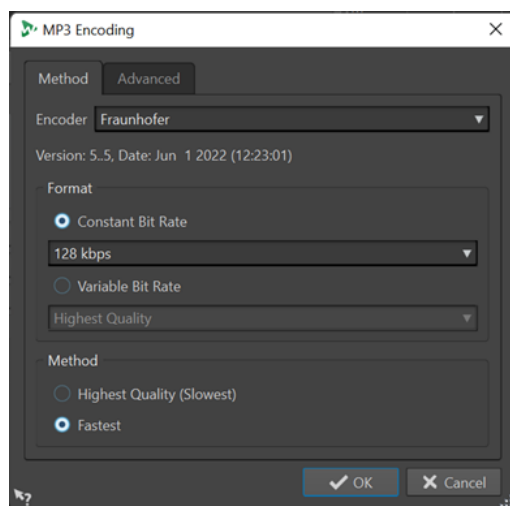 MP3 Encoding
Method Advanced
Encoder Fraunhofer
Version: 5..5, Date: Jun 1 2022 (12:23:01)
Format
Constant Bit Rate
128 kbps
Variable Bit Rate
Highest Quality
Method
Highest Quality (Slowest)
Fastest
OK Cancel